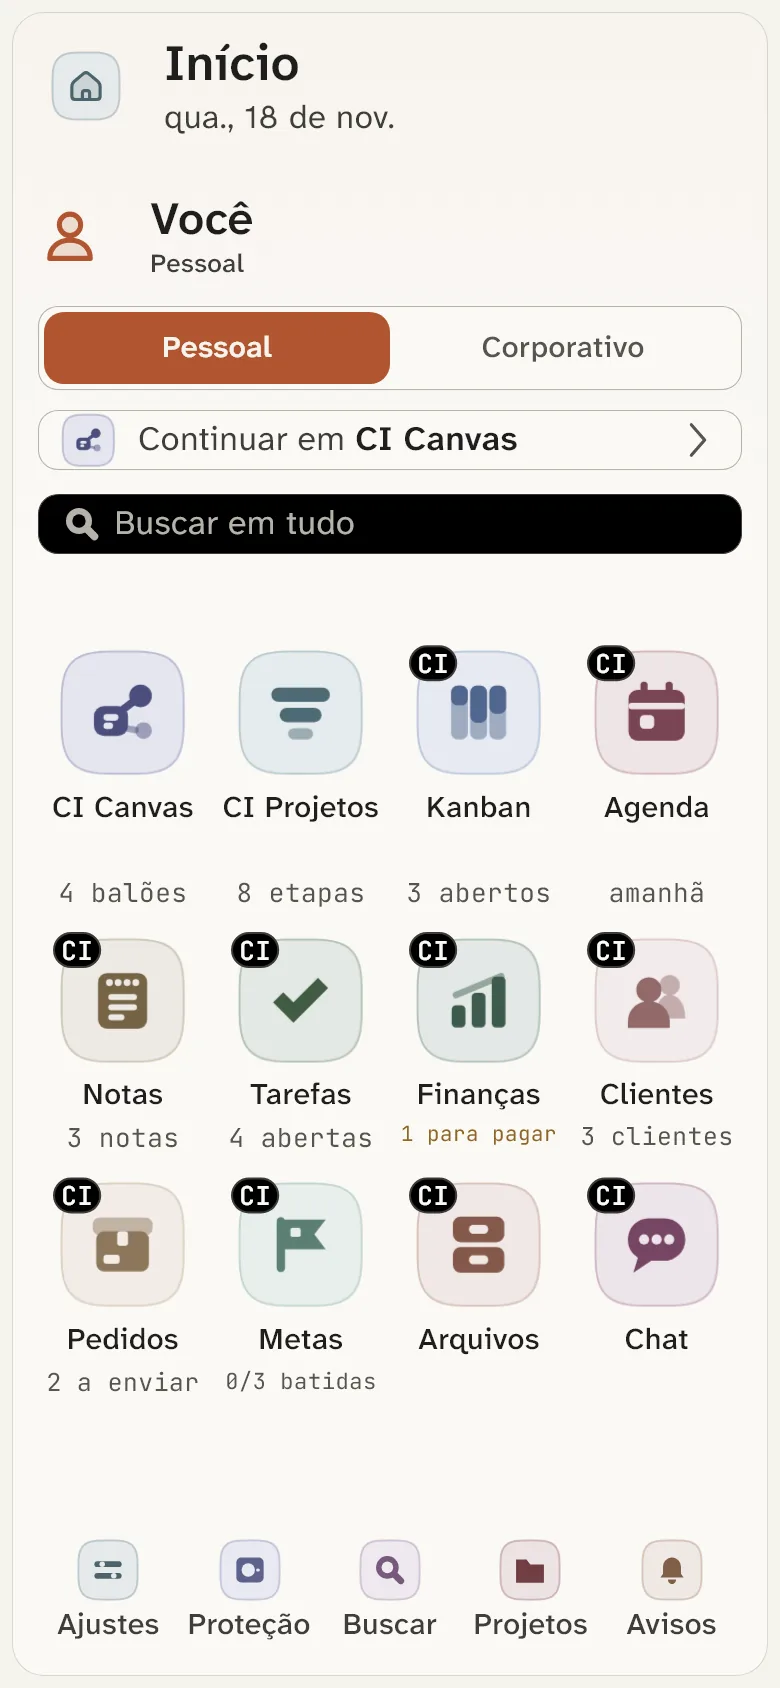 Início
qua., 18 de nov.
Você
Pessoal
Pessoal Corporativo
Continuar em CI Canvas
Buscar em tudo
CI CI
CI Canvas CI Projetos Kanban Agenda
4 balões 8 etapas 3 abertos amanhã
CI CI CI CI
Notas Tarefas Finanças Clientes
3 notas 4 abertas 1 para pagar 3 clientes
CI CI CI CI
Pedidos Metas Arquivos Chat
2 a enviar 0/3 batidas
Ajustes Proteção Buscar Projetos Avisos